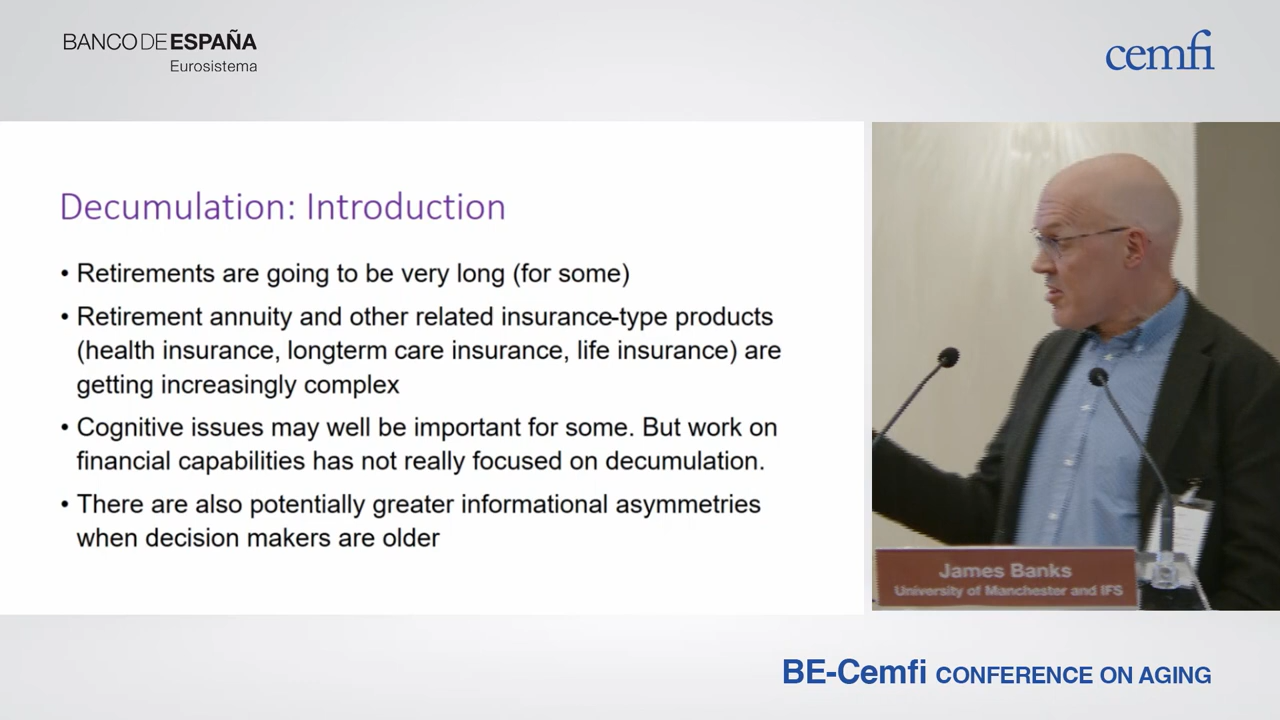 BANCO DE ESPAÑA
Eurosistema
cemfi
Decumulation: Introduction
• Retirements are going to be very long (for some)
• Retirement annuity and other related insurance-type products
(health insurance, longterm care insurance, life insurance) are
getting increasingly complex
• Cognitive issues may well be important for some. But work on
financial capabilities has not really focused on decumulation.
• There are also potentially greater informational asymmetries
when decision makers are older
James Banks
University of Manchester and IFS
BE-Cemfi CONFERENCE ON AGING